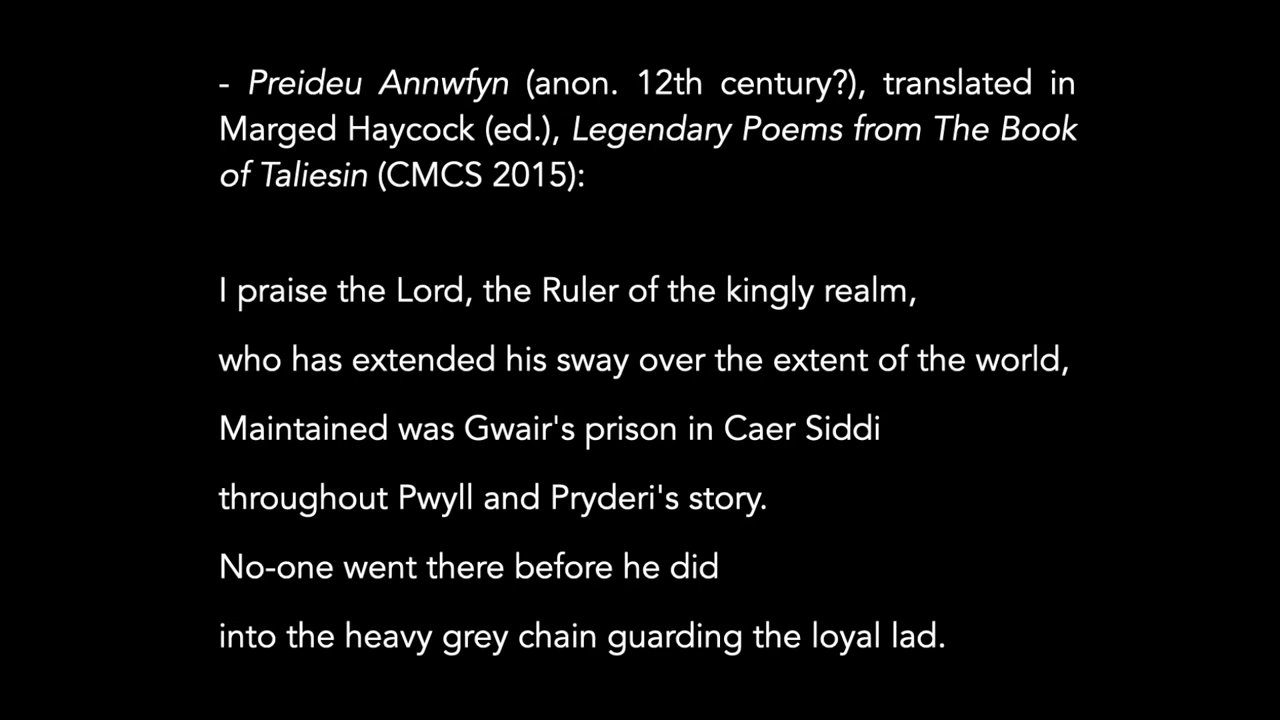 - Preideu Annwfyn (anon. 12th century?), translated in
Marged Haycock (ed.), Legendary Poems from The Book
of Taliesin (CMCS 2015):
I praise the Lord, the Ruler of the kingly realm,
who has extended his sway over the extent of the world,
Maintained was Gwair's prison in Caer Siddi
throughout Pwyll and Pryderi's story.
No-one went there before he did
into the heavy grey chain guarding the loyal lad.